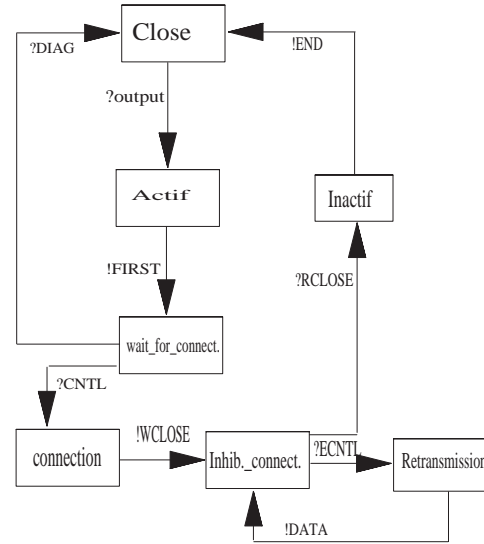 Close
?DIAG
!END
?output
Actif
Inactif
!FIRST
?RCLOSE
wait_for_connect.
?CNTL
!WCLOSE
connection
Inhib._connect.
?ECNTL
Retransmission
!DATA